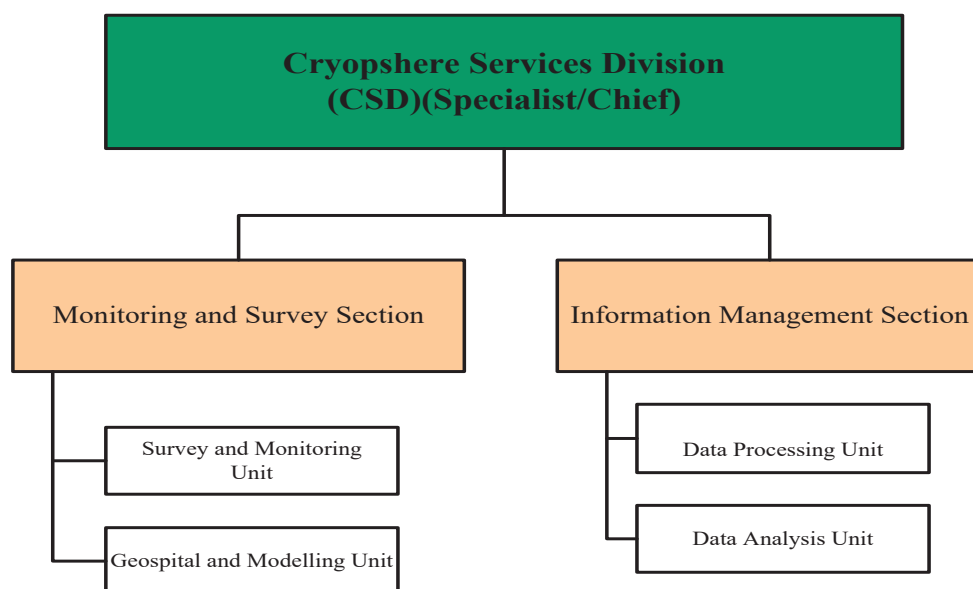 Cryopshere Services Division
(CSD)(Specialist/Chief)
Monitoring and Survey Section
Information Management Section
Survey and Monitoring
Unit
Geospital and Modelling Unit
Data Processing Unit
Data Analysis Unit